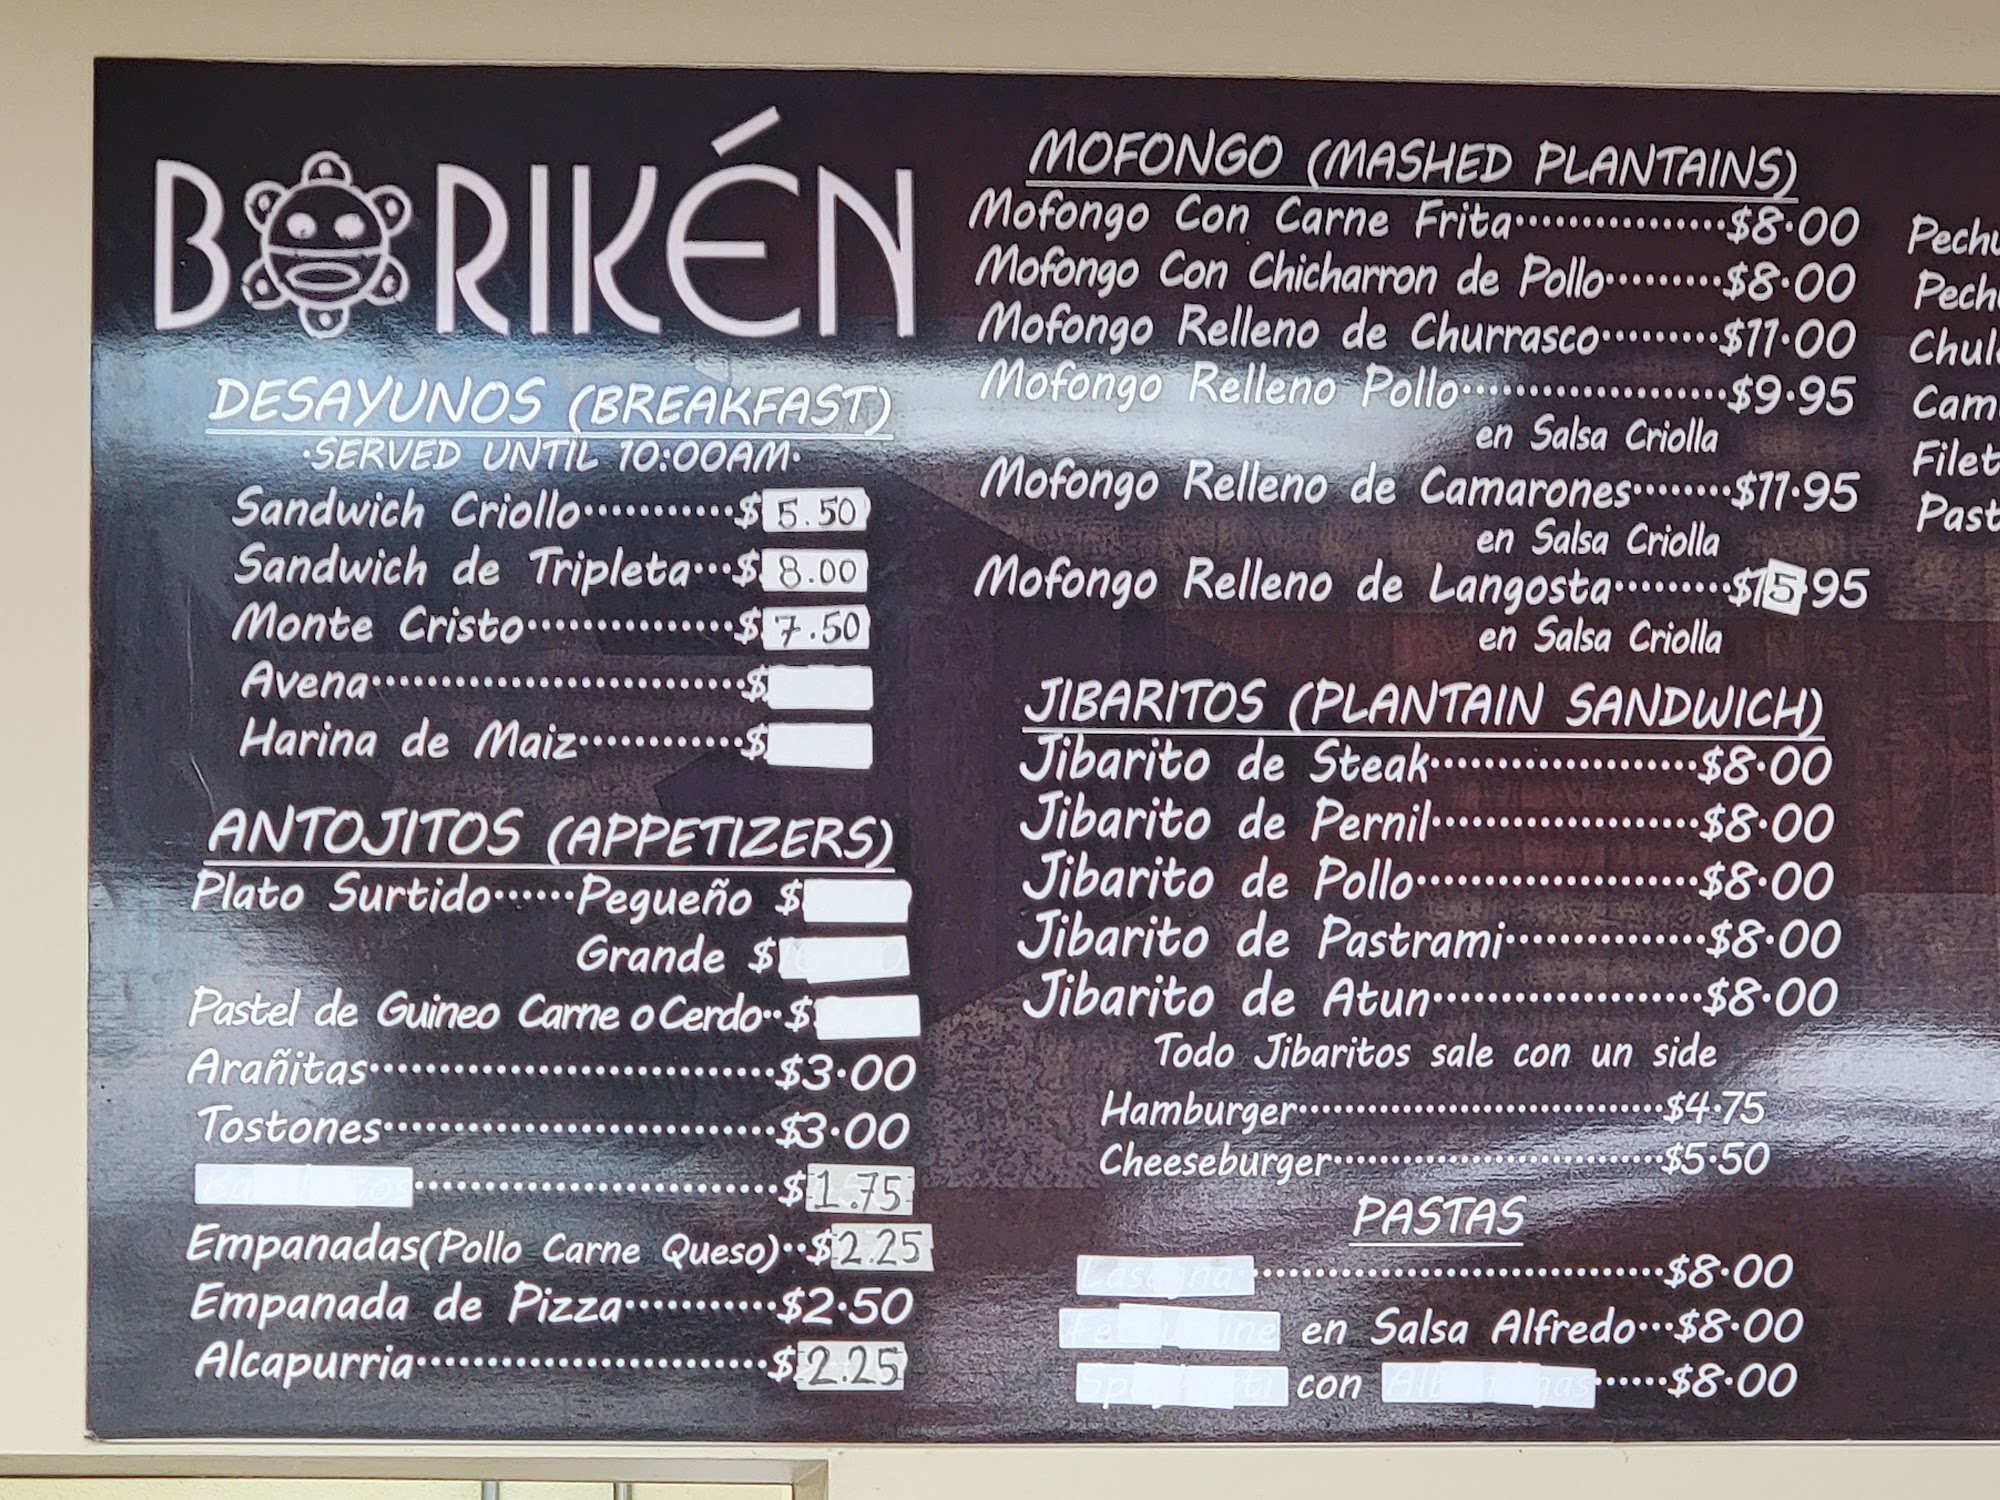 BORIKÉN
DESAYUNOS (BREAKFAST)
·SERVED UNTIL 10:00AM·
Sandwich Criollo···········$5.50
Sandwich de Tripleta···$8.00
Monte Cristo···············$7.50
Avena···························$
Harina de Maiz············$
ANTOJITOS (APPETIZERS)
Plato Surtido······Pegueño $
Grande $
Pastel de Guineo Carne o Cerdo··$
Arañitas·····························$3·00
Tostones····························$3·00
··························$1.75
Empanadas(Pollo Carne Queso)··$2.25
Empanada de Pizza···········$2·50
Alcapurria·························$2.25
MOFONGO (MASHED PLANTAINS)
Mofongo Con Carne Frita·················$8·00
Mofongo Con Chicharron de Pollo·········$8·00
Mofongo Relleno de Churrasco·········$11·00
Mofongo Relleno Pollo·····················$9·95
en Salsa Criolla
Mofongo Relleno de Camarones·······$11·95
en Salsa Criolla
Mofongo Relleno de Langosta·········$15·95
en Salsa Criolla
JIBARITOS (PLANTAIN SANDWICH)
Jibarito de Steak·····················$8·00
Jibarito de Pernil·····················$8·00
Jibarito de Pollo······················$8·00
Jibarito de Pastrami················$8·00
Jibarito de Atun·····················$8·00
Todo Jibaritos sale con un side
Hamburger·································$4·75
Cheeseburger·····························$5·50
PASTAS
Lasagna·································$8·00
en Salsa Alfredo···$8·00
con ······$8·00
Filet